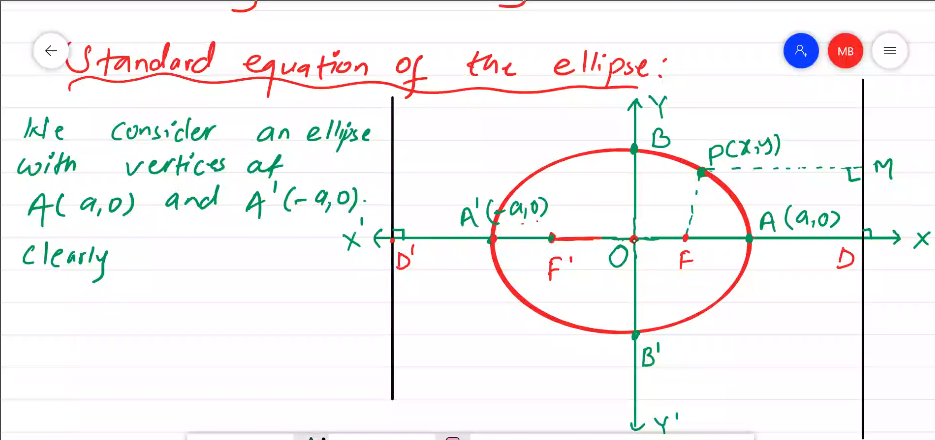 Standard equation of the ellipse:
MB
We consider an ellipse
with vertices at
A(a,0) and A'(-a,0).
Clearly
Y
B
P(x,y)
M
A'(-a,0)
A(a,0)
X'
D'
F'
O
F
D
X
B'
Y'